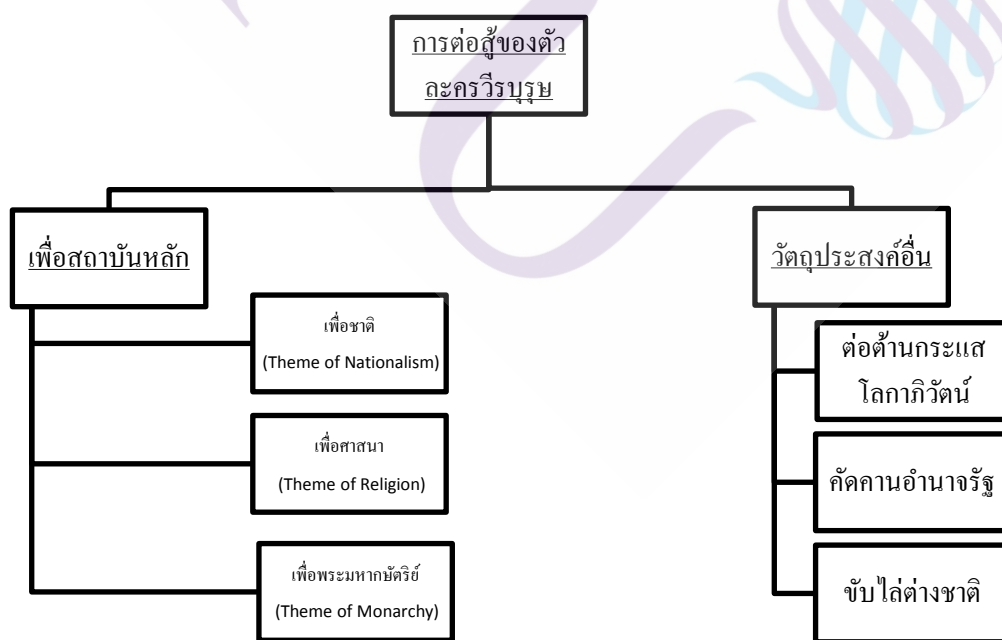 การต่อสู้ของตัว
ละครวีรบุรุษ
เพื่อสถาบันหลัก
เพื่อชาติ
(Theme of Nationalism)
เพื่อศาสนา
(Theme of Religion)
เพื่อพระมหากษัตริย์
(Theme of Monarchy)
วัตถุประสงค์อื่น
ต่อต้านกระแส
โลกาภิวัตน์
คัดคานอำนาจรัฐ
ขับไล่ต่างชาติ